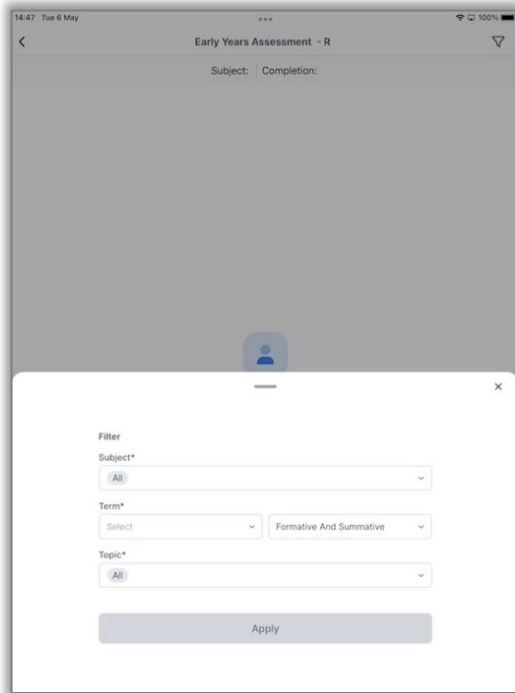 14:47 Tue 6 May
100%
Early Years Assessment - R
Subject: Completion:
Filter
Subject*
All
Term*
Select
Formative And Summative
Topic*
All
Apply